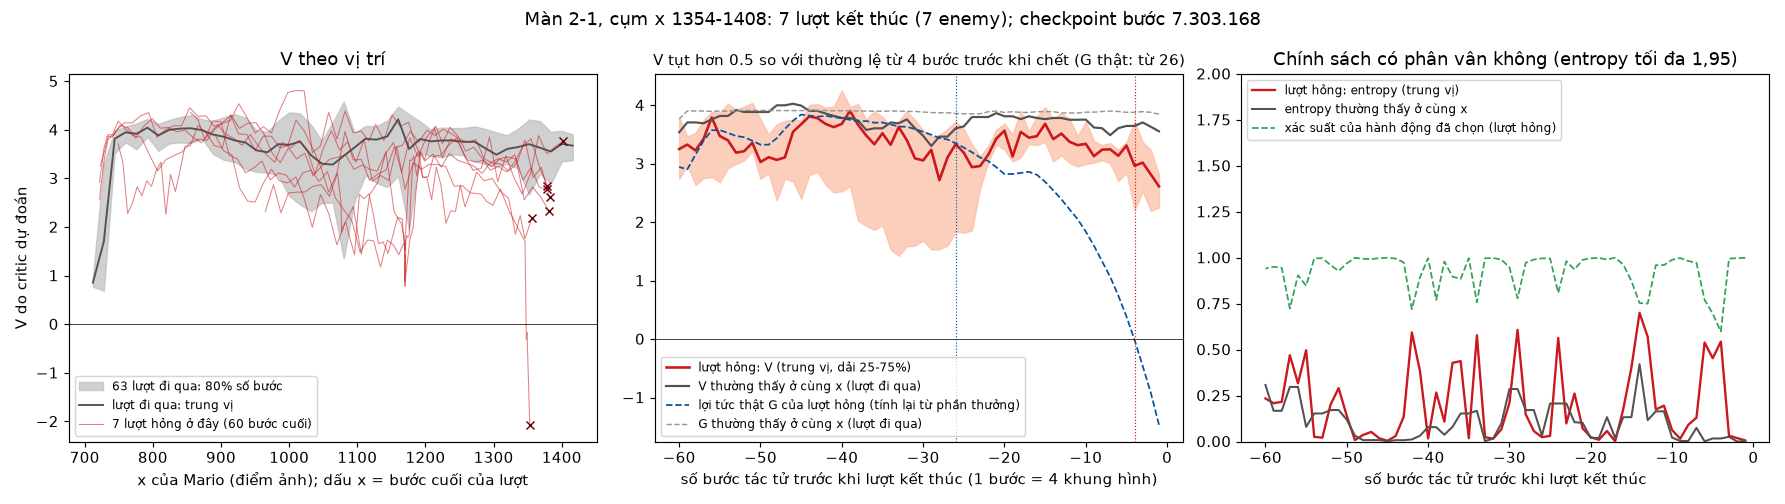 Màn 2-1, cụm x 1354-1408: 7 lượt kết thúc (7 enemy); checkpoint bước 7.303.168
V theo vị trí
V do critic dự đoán
5
4
3
2
1
0
−1
−2
63 lượt đi qua: 80% số bước
lượt đi qua: trung vị
7 lượt hỏng ở đây (60 bước cuối)
700
800
900
1000
1100
1200
1300
1400
x của Mario (điểm ảnh); dấu x = bước cuối của lượt
V tụt hơn 0.5 so với thường lệ từ 4 bước trước khi chết (G thật: từ 26)
4
3
2
1
0
−1
lượt hỏng: V (trung vị, dải 25-75%)
V thường thấy ở cùng x (lượt đi qua)
lợi tức thật G của lượt hỏng (tính lại từ phần thưởng)
G thường thấy ở cùng x (lượt đi qua)
−60
−50
−40
−30
−20
−10
0
số bước tác tử trước khi lượt kết thúc (1 bước = 4 khung hình)
Chính sách có phân vân không (entropy tối đa 1,95)
2.00
1.75
1.50
1.25
1.00
0.75
0.50
0.25
0.00
lượt hỏng: entropy (trung vị)
entropy thường thấy ở cùng x
xác suất của hành động đã chọn (lượt hỏng)
−60
−50
−40
−30
−20
−10
0
số bước tác tử trước khi lượt kết thúc